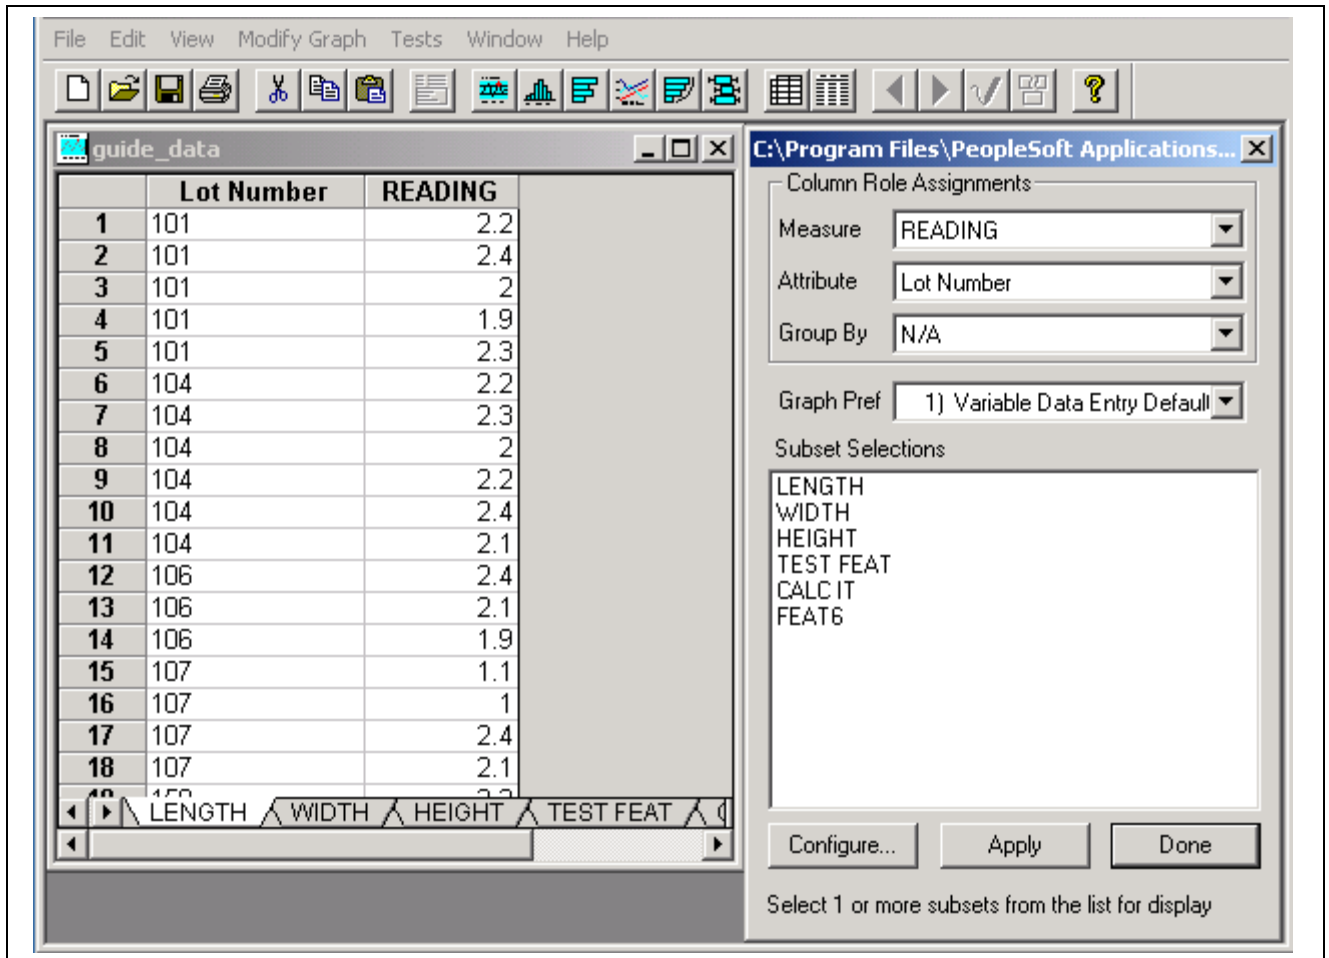 File Edit View Modify Graph Tests Window Help
guide_data
Lot Number READING
1 101 2.2
2 101 2.4
3 101 2
4 101 1.9
5 101 2.3
6 104 2.2
7 104 2.3
8 104 2
9 104 2.2
10 104 2.4
11 104 2.1
12 106 2.4
13 106 2.1
14 106 1.9
15 107 1.1
16 107 1
17 107 2.4
18 107 2.1
LENGTH WIDTH HEIGHT TEST FEAT
C:\Program Files\PeopleSoft Applications...
Column Role Assignments
Measure READING
Attribute Lot Number
Group By N/A
Graph Pref 1) Variable Data Entry Default
Subset Selections
LENGTH
WIDTH
HEIGHT
TEST FEAT
CALC IT
FEAT6
Configure... Apply Done
Select 1 or more subsets from the list for display